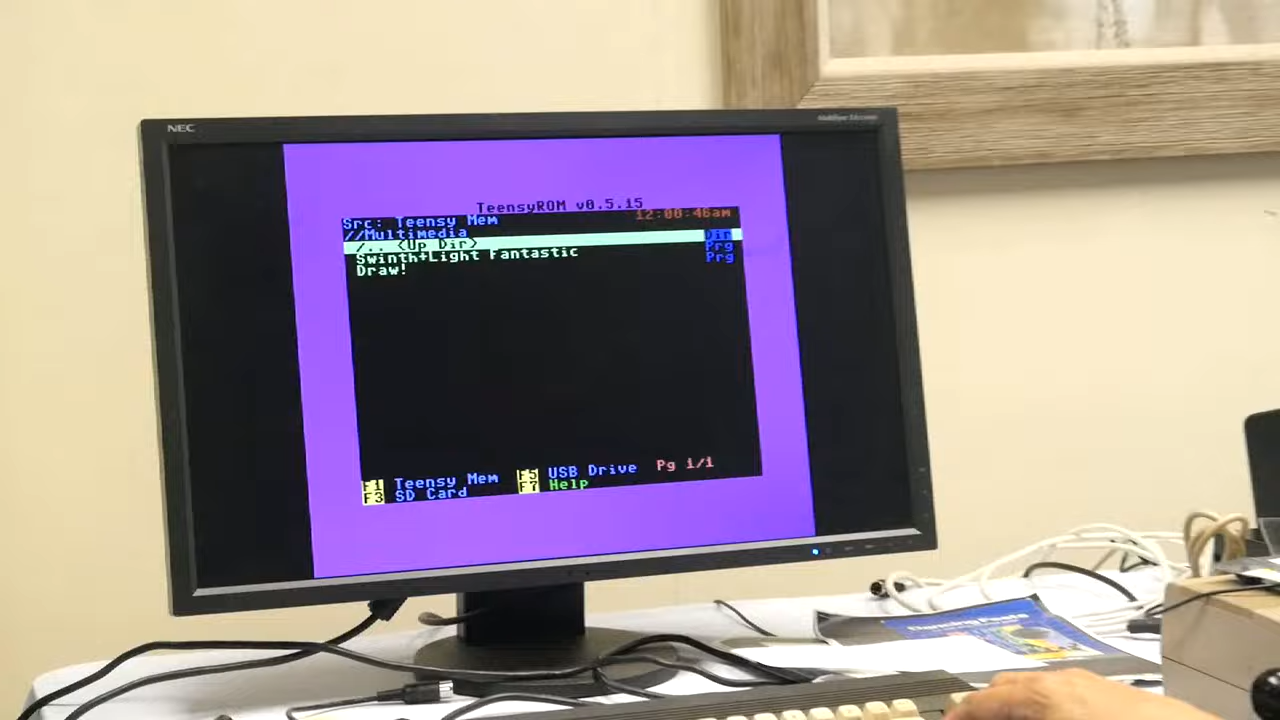 NEC
TeensyROM v0.5.15
Src: Teensy Mem 12:00:46am
//Multimedia
/.. <Up Dir> Dir
Swinth+Light Fantastic Prg
Draw! Prg
F1 Teensy Mem F5 USB Drive Pg 1/1
F3 SD Card F7 Help